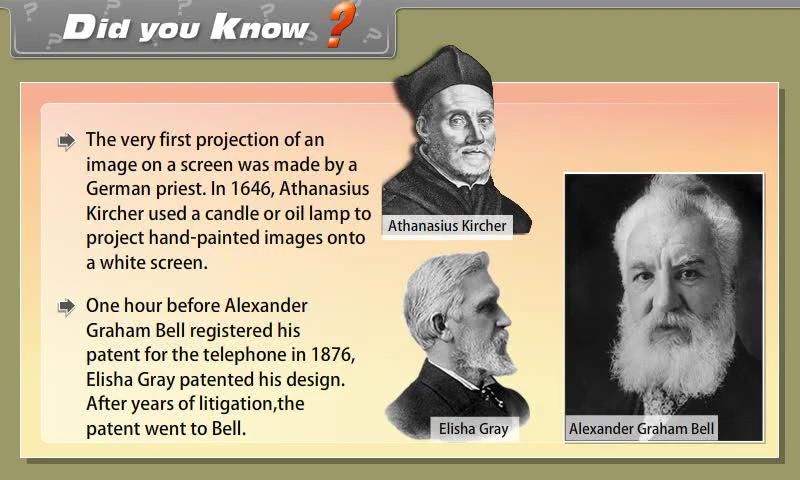 Did you Know ?
The very first projection of an
image on a screen was made by a
German priest. In 1646, Athanasius
Kircher used a candle or oil lamp to
project hand-painted images onto
a white screen.
One hour before Alexander
Graham Bell registered his
patent for the telephone in 1876,
Elisha Gray patented his design.
After years of litigation,the
patent went to Bell.
Athanasius Kircher
Elisha Gray
Alexander Graham Bell